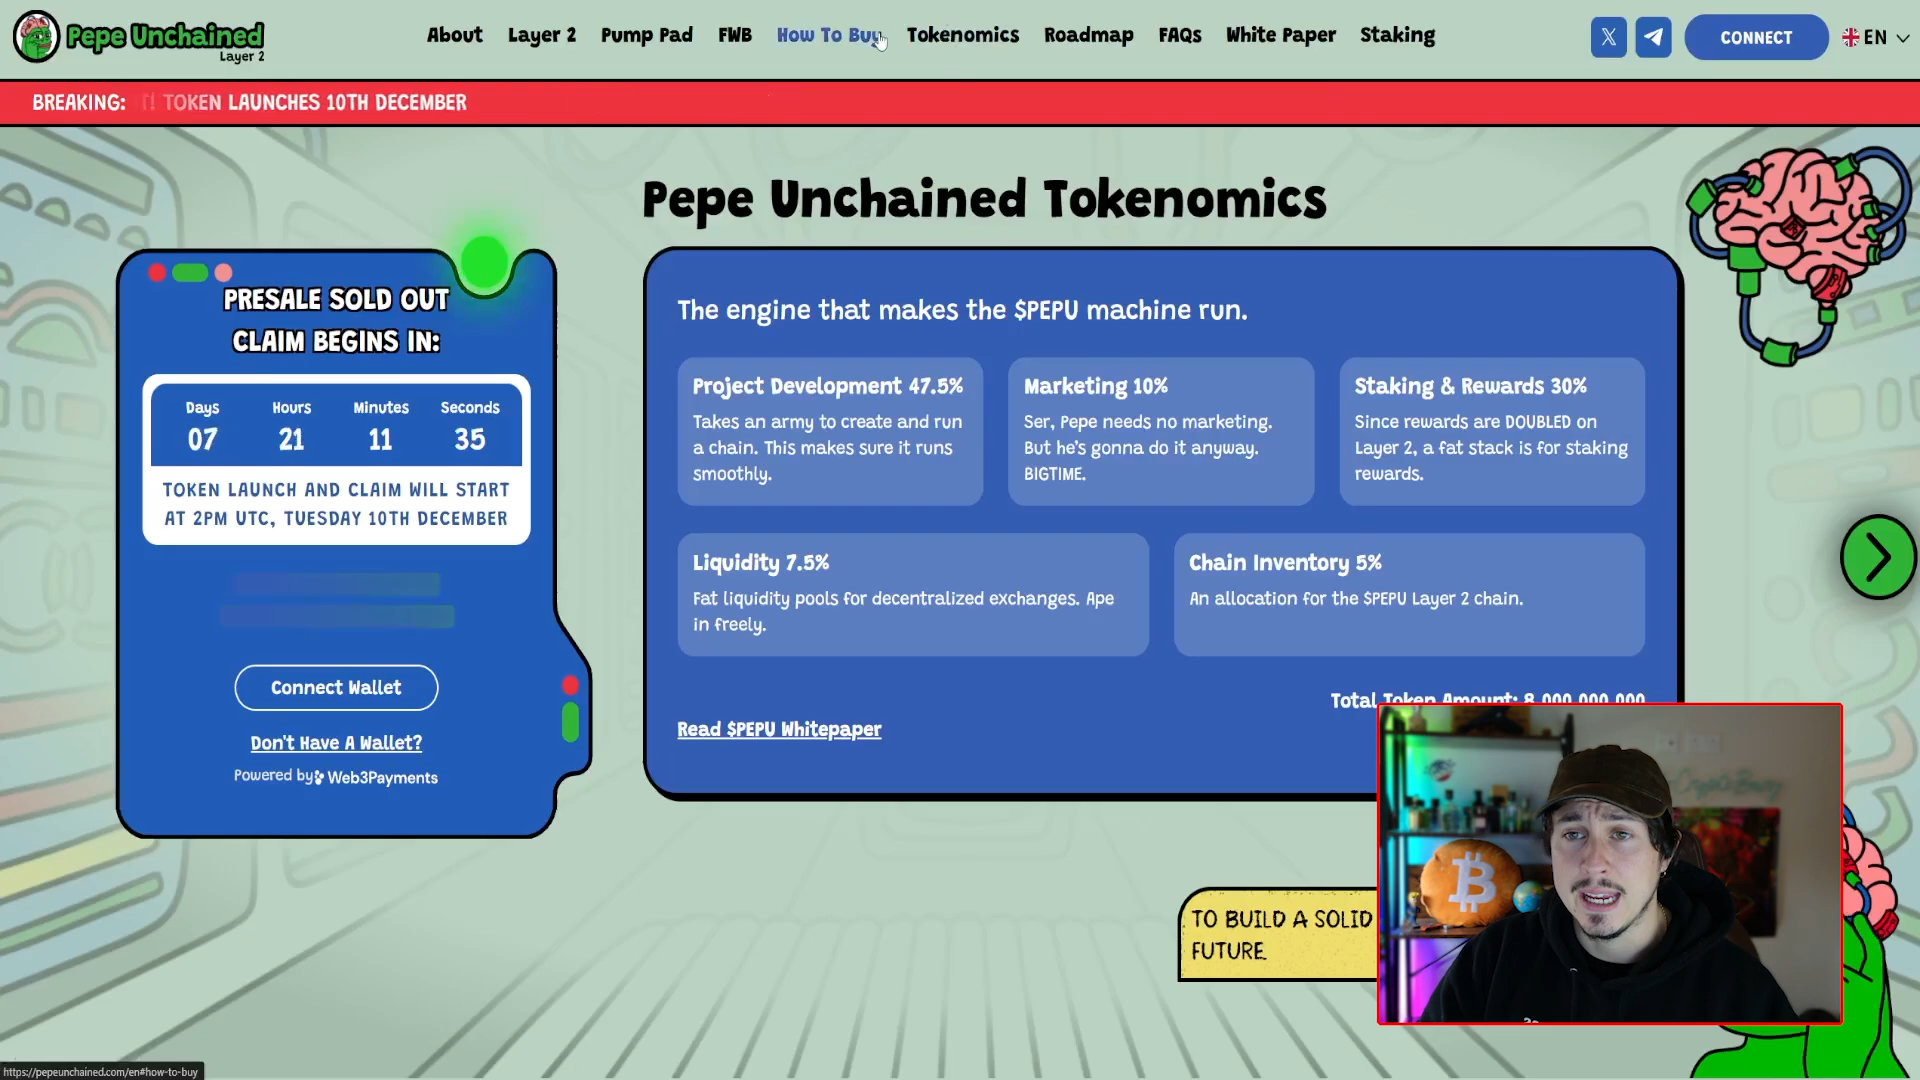 Pepe Unchained
Layer 2
About Layer 2 Pump Pad FWB How To Buy Tokenomics Roadmap FAQs White Paper Staking
CONNECT
EN
BREAKING: T! TOKEN LAUNCHES 10TH DECEMBER
Pepe Unchained Tokenomics
PRESALE SOLD OUT
CLAIM BEGINS IN:
Days Hours Minutes Seconds
07 21 11 35
TOKEN LAUNCH AND CLAIM WILL START
AT 2PM UTC, TUESDAY 10TH DECEMBER
Connect Wallet
Don't Have A Wallet?
Powered by Web3Payments
The engine that makes the $PEPU machine run.
Project Development 47.5%
Takes an army to create and run
a chain. This makes sure it runs
smoothly.
Marketing 10%
Ser, Pepe needs no marketing.
But he's gonna do it anyway.
BIGTIME.
Staking & Rewards 30%
Since rewards are DOUBLED on
Layer 2, a fat stack is for staking
rewards.
Liquidity 7.5%
Fat liquidity pools for decentralized exchanges. Ape
in freely.
Chain Inventory 5%
An allocation for the $PEPU Layer 2 chain.
Total Token Amount: 8,000,000,000
Read $PEPU Whitepaper
TO BUILD A SOLID
FUTURE.
https://pepeunchained.com/en#how-to-buy